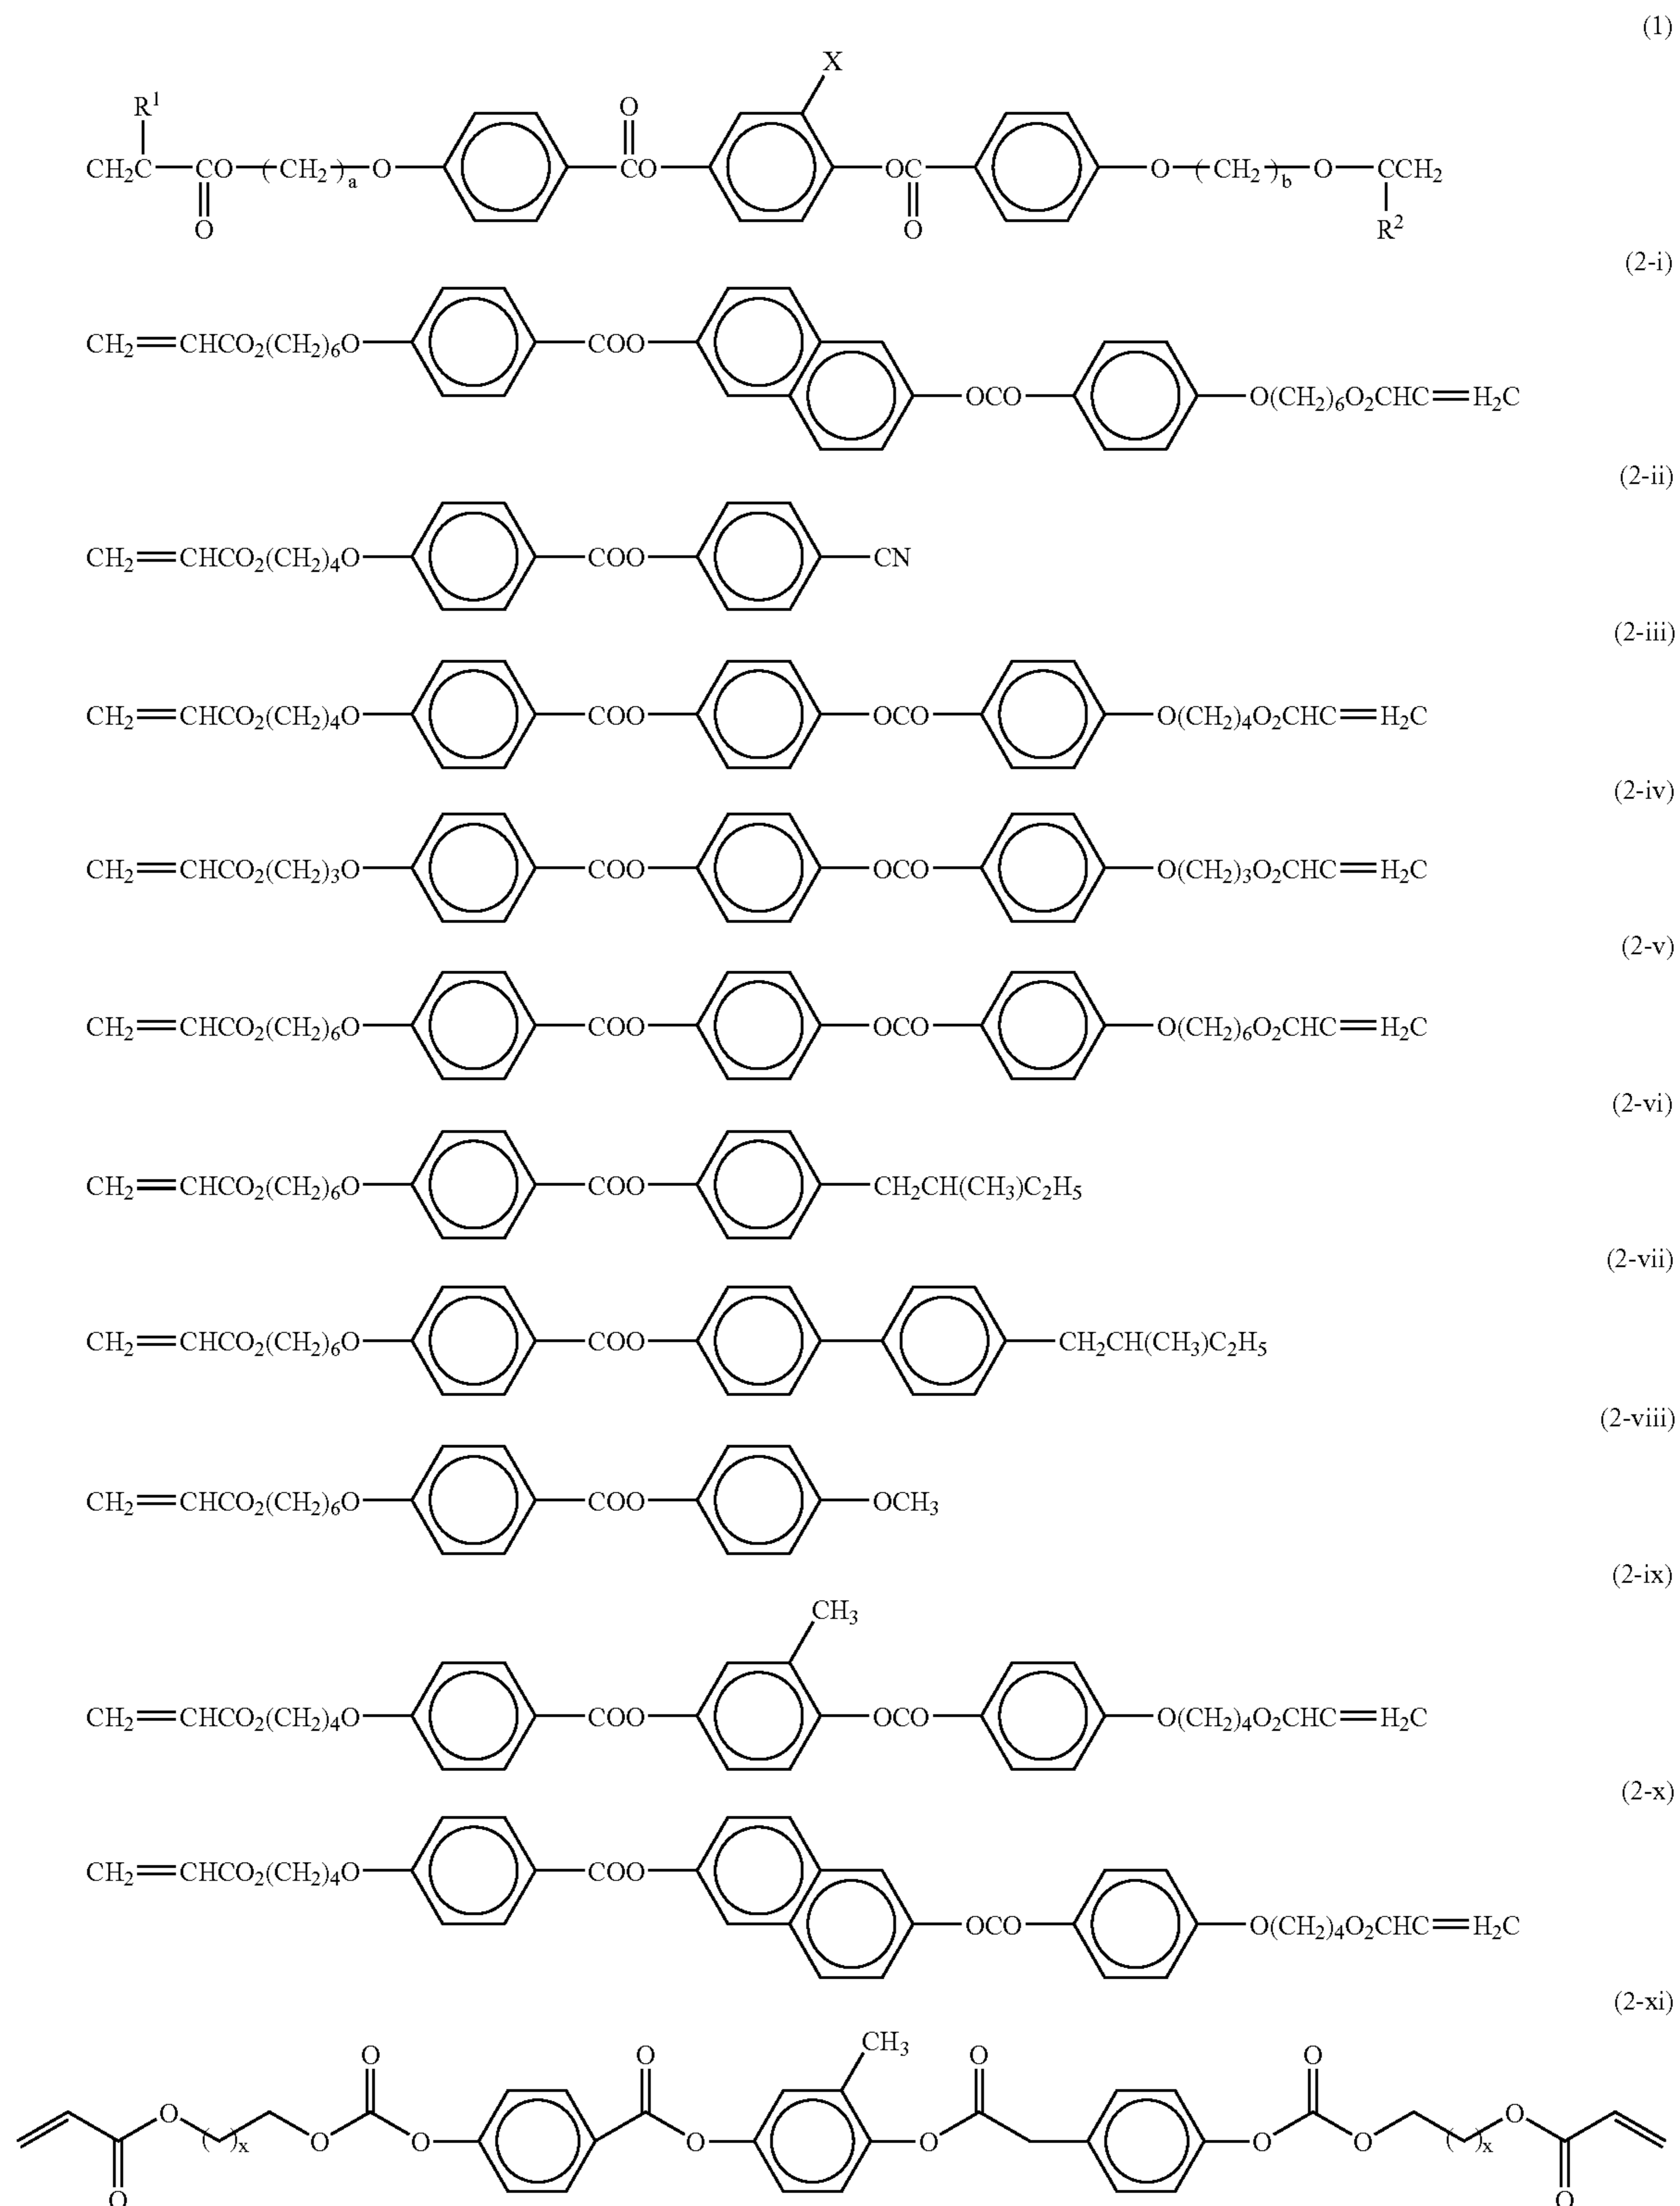 (1)
X
R¹ O
CH₂C CO (CH₂)ₐ O CO OC O (CH₂)b O CCH₂
O O R²
(2-i)
CH₂=CHCO₂(CH₂)₆O COO
OCO O(CH₂)₆O₂CHC=H₂C
(2-ii)
CH₂=CHCO₂(CH₂)₄O COO CN
(2-iii)
CH₂=CHCO₂(CH₂)₄O COO OCO O(CH₂)₄O₂CHC=H₂C
(2-iv)
CH₂=CHCO₂(CH₂)₃O COO OCO O(CH₂)₃O₂CHC=H₂C
(2-v)
CH₂=CHCO₂(CH₂)₆O COO OCO O(CH₂)₆O₂CHC=H₂C
(2-vi)
CH₂=CHCO₂(CH₂)₆O COO CH₂CH(CH₃)C₂H₅
(2-vii)
CH₂=CHCO₂(CH₂)₆O COO CH₂CH(CH₃)C₂H₅
(2-viii)
CH₂=CHCO₂(CH₂)₆O COO OCH₃
(2-ix)
CH₃
CH₂=CHCO₂(CH₂)₄O COO OCO O(CH₂)₄O₂CHC=H₂C
(2-x)
CH₂=CHCO₂(CH₂)₄O COO
OCO O(CH₂)₄O₂CHC=H₂C
(2-xi)
CH₃
O O O O
O O
( )x O O O O O O ( )x
O O